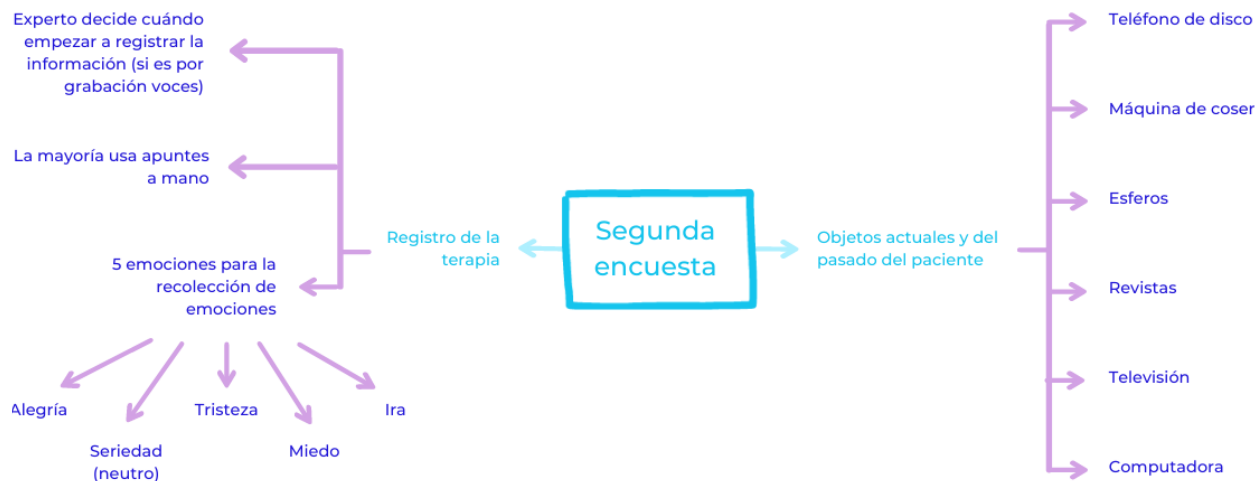 Experto decide cuándo
empezar a registrar la
información (si es por
grabación voces)
La mayoría usa apuntes
a mano
Registro de la
terapia
5 emociones para la
recolección de
emociones
Alegría
Seriedad
(neutro)
Tristeza
Miedo
Ira
Segunda
encuesta
Objetos actuales y del
pasado del paciente
Teléfono de disco
Máquina de coser
Esferos
Revistas
Televisión
Computadora